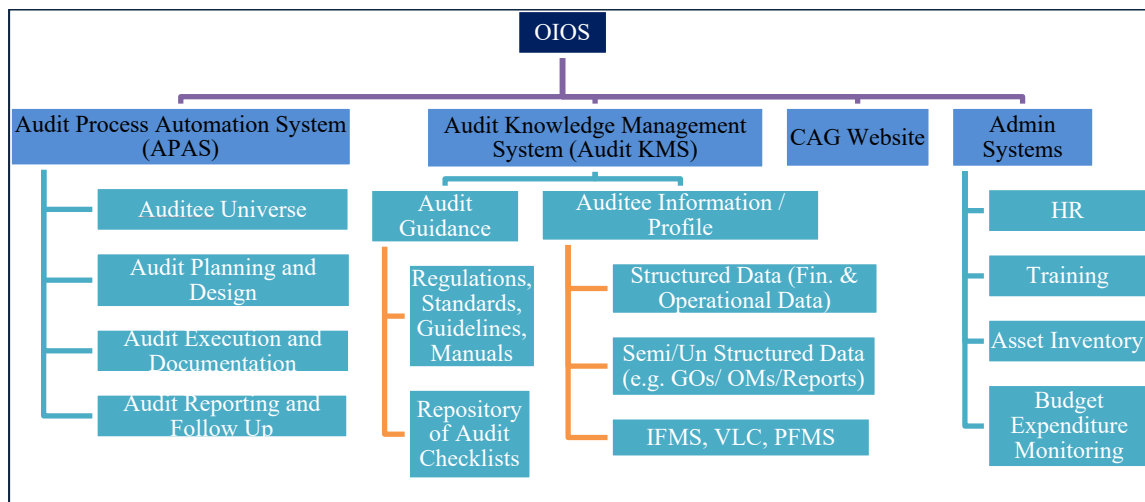 OIOS
Audit Process Automation System
(APAS)
Auditee Universe
Audit Planning and
Design
Audit Execution and
Documentation
Audit Reporting and
Follow Up
Audit Knowledge Management
System (Audit KMS)
Audit
Guidance
Regulations,
Standards,
Guidelines,
Manuals
Repository
of Audit
Checklists
Auditee Information /
Profile
Structured Data (Fin. &
Operational Data)
Semi/Un Structured Data
(e.g. GOs/ OMs/Reports)
IFMS, VLC, PFMS
CAG Website
Admin
Systems
HR
Training
Asset Inventory
Budget
Expenditure
Monitoring